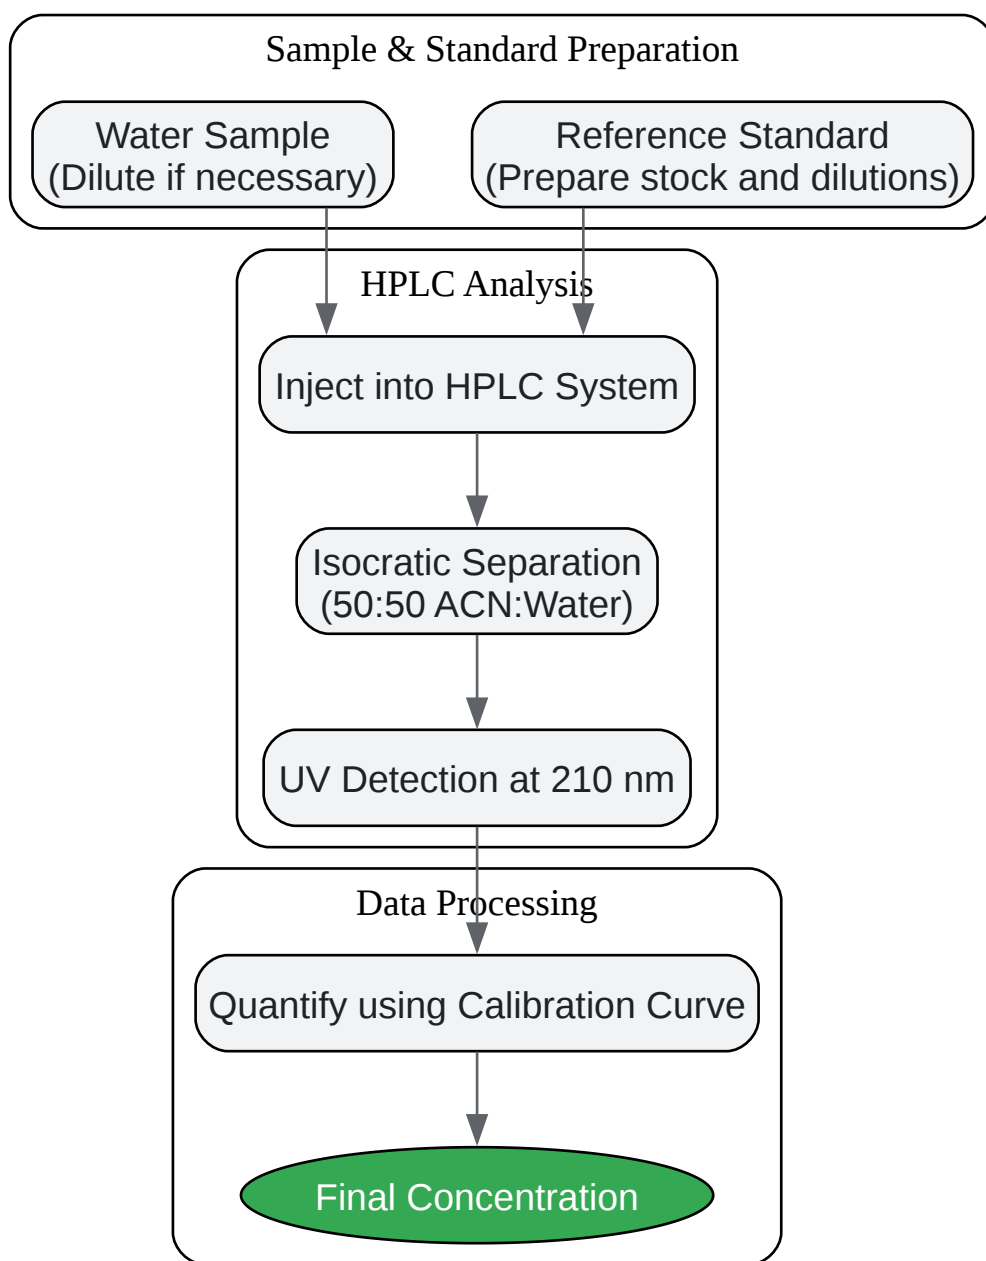 Sample & Standard Preparation
Water Sample
(Dilute if necessary)
Reference Standard
(Prepare stock and dilutions)
HPLC Analysis
Inject into HPLC System
Isocratic Separation
(50:50 ACN:Water)
UV Detection at 210 nm
Data Processing
Quantify using Calibration Curve
Final Concentration